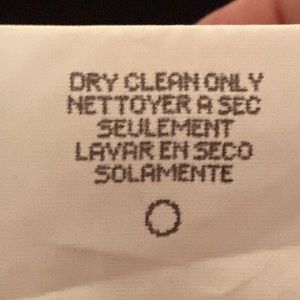 DRY CLEAN ONLY
NETTOYER A SEC
SEULEMENT
LAVAR EN SECO
SOLAMENTE